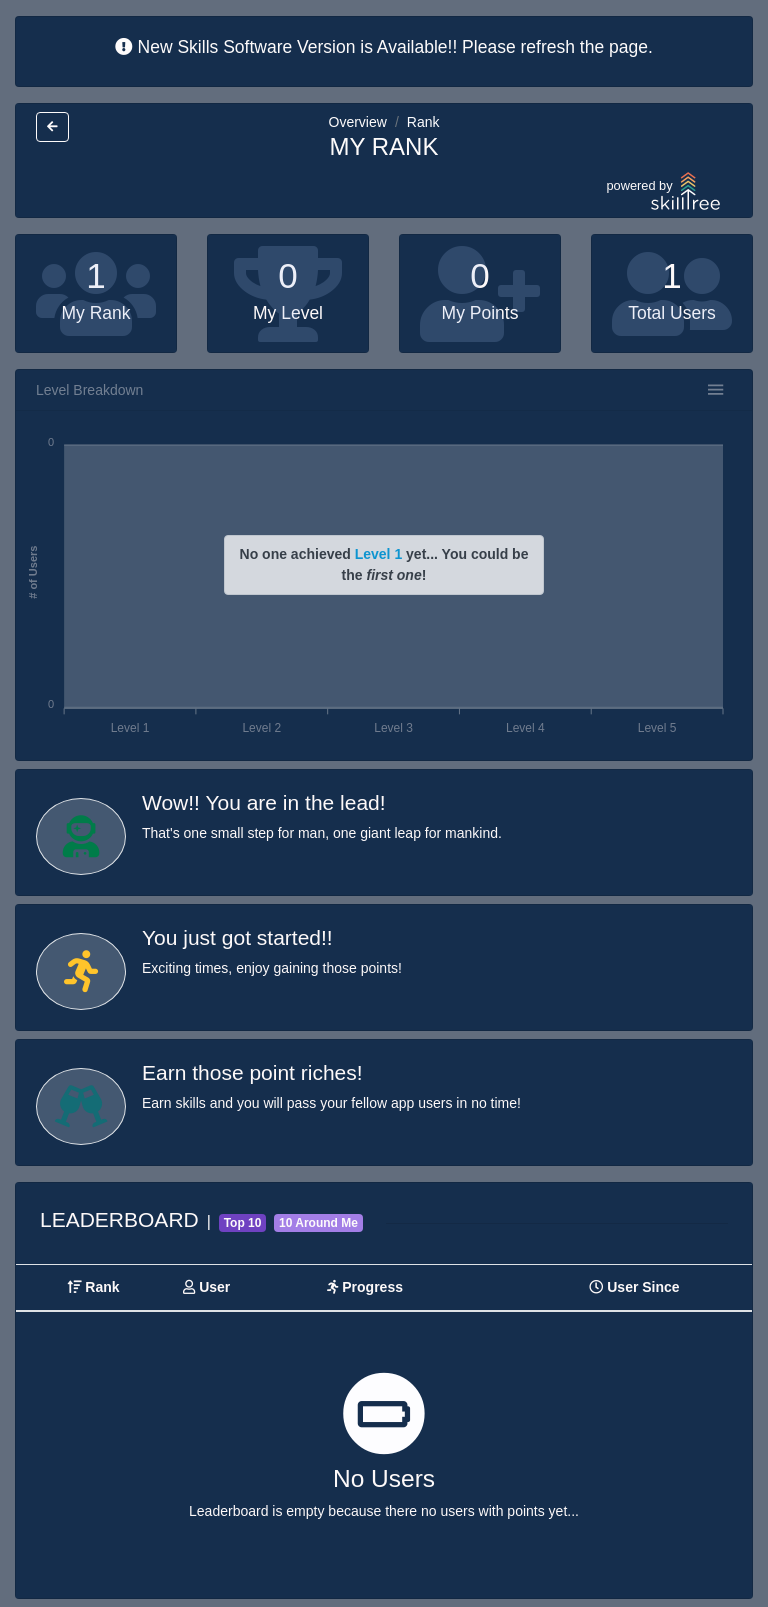 New Skills Software Version is Available!! Please refresh the page.
Overview / Rank
MY RANK
powered by
skilltree
1
My Rank
0
My Level
0
My Points
1
Total Users
Level Breakdown
0
# of Users
No one achieved Level 1 yet... You could be
the first one!
0
Level 1 Level 2 Level 3 Level 4 Level 5
Wow!! You are in the lead!
That's one small step for man, one giant leap for mankind.
You just got started!!
Exciting times, enjoy gaining those points!
Earn those point riches!
Earn skills and you will pass your fellow app users in no time!
LEADERBOARD | Top 10 10 Around Me
Rank User Progress User Since
No Users
Leaderboard is empty because there no users with points yet...